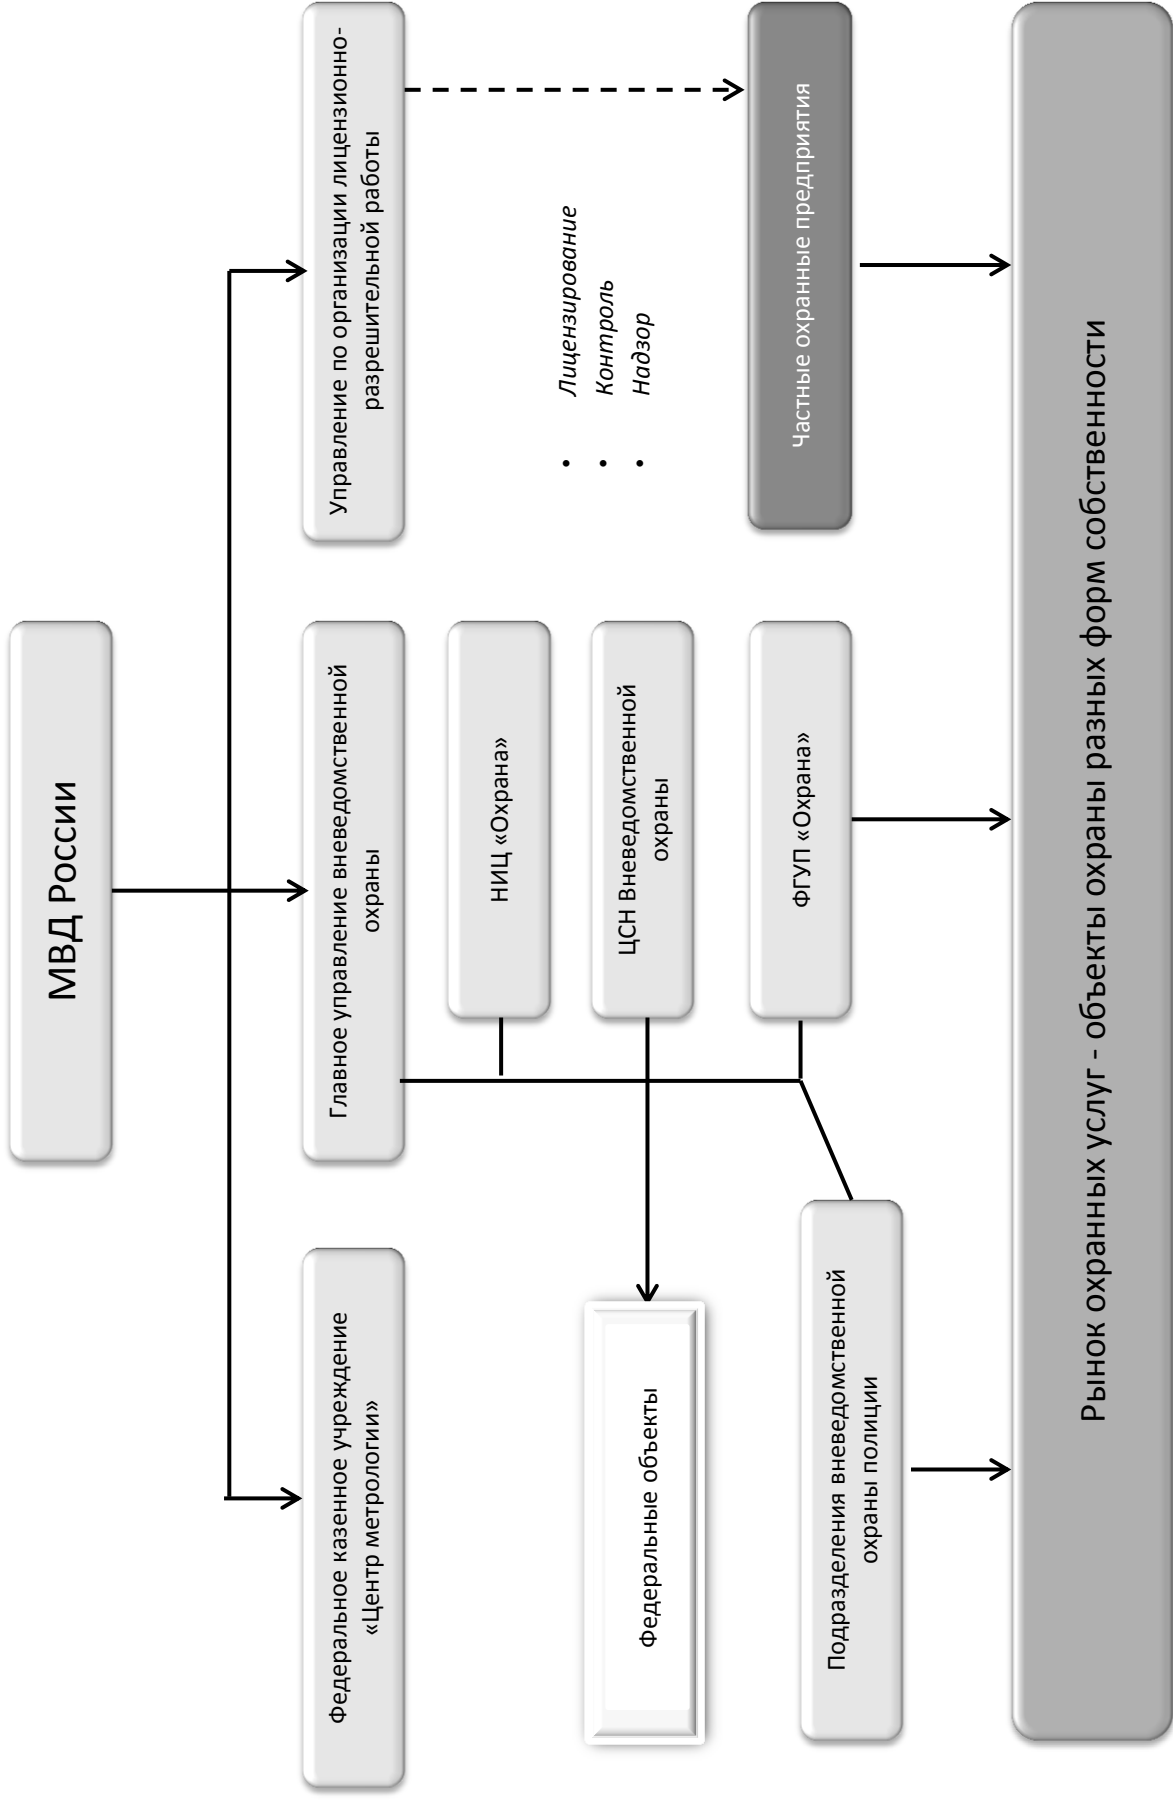 МВД России
Федеральное казенное учреждение
«Центр метрологии»
Главное управление вневедомственной
охраны
Управление по организации лицензионно-
разрешительной работы
НИЦ «Охрана»
• Лицензирование
• Контроль
• Надзор
Федеральные объекты
ЦСН Вневедомственной
охраны
Подразделения вневедомственной
охраны полиции
ФГУП «Охрана»
Частные охранные предприятия
Рынок охранных услуг - объекты охраны разных форм собственности